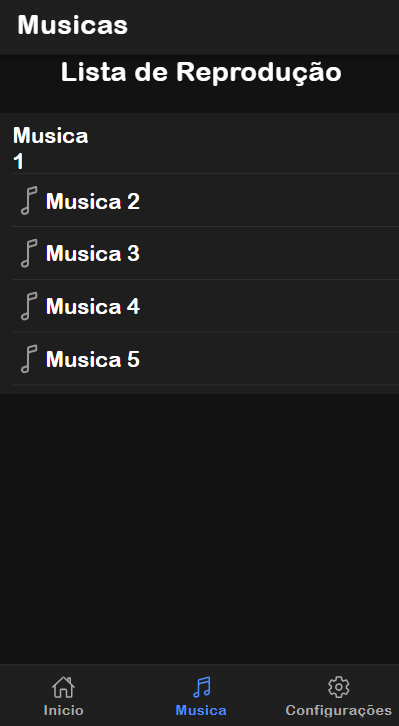 Musicas
Lista de Reprodução
Musica
1
Musica 2
Musica 3
Musica 4
Musica 5
Inicio
Musica
Configurações